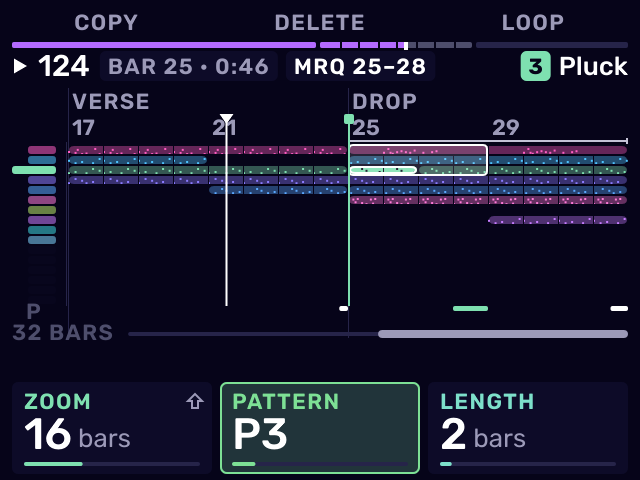 COPY DELETE LOOP
124 BAR 25 • 0:46 MRQ 25–28 3 Pluck
VERSE DROP
17 21 25 29
P
32 BARS
ZOOM PATTERN LENGTH
16 bars P3 2 bars